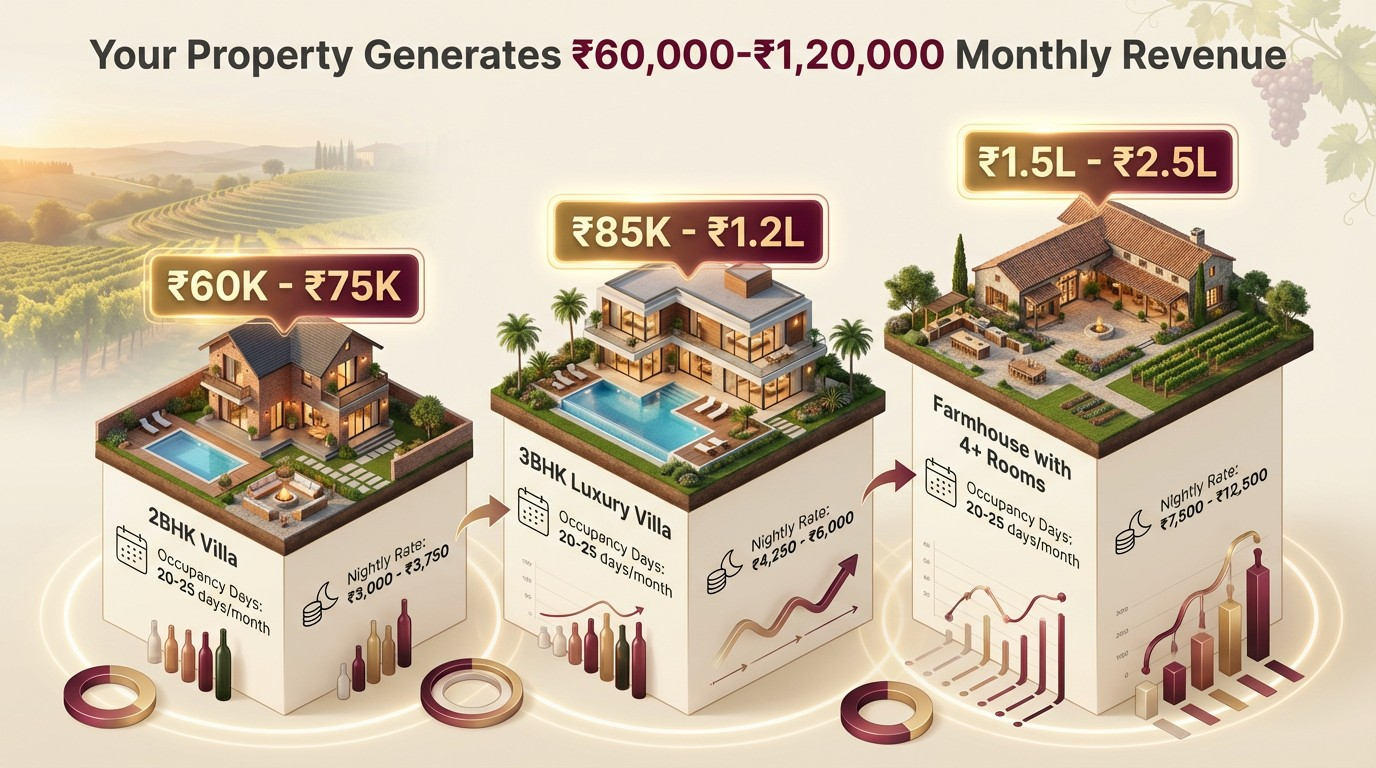 Your Property Generates ₹60,000-₹1,20,000 Monthly Revenue
₹60K - ₹75K
2BHK Villa
Occupancy Days:
20-25 days/month
Nightly Rate:
₹3,000 - ₹3,750
₹85K - ₹1.2L
3BHK Luxury Villa
Occupancy Days:
20-25 days/month
Nightly Rate:
₹4,250 - ₹6,000
₹1.5L - ₹2.5L
Farmhouse with
4+ Rooms
Occupancy Days:
20-25 days/month
Nightly Rate:
₹7,500 - ₹12,500